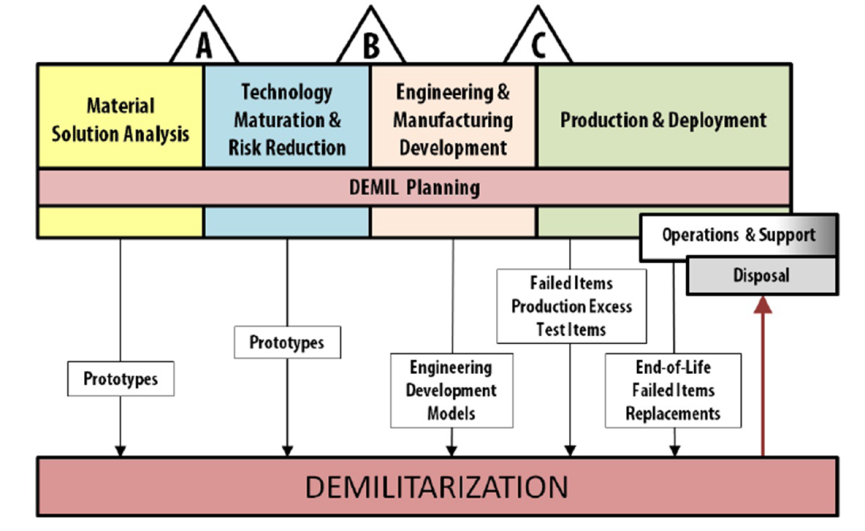 A
B
C
Material
Solution Analysis
Technology
Maturation &
Risk Reduction
Engineering &
Manufacturing
Development
Production & Deployment
DEMIL Planning
Operations & Support
Disposal
Failed Items
Production Excess
Test Items
Prototypes
Prototypes
Engineering
Development
Models
End-of-Life
Failed Items
Replacements
DEMILITARIZATION